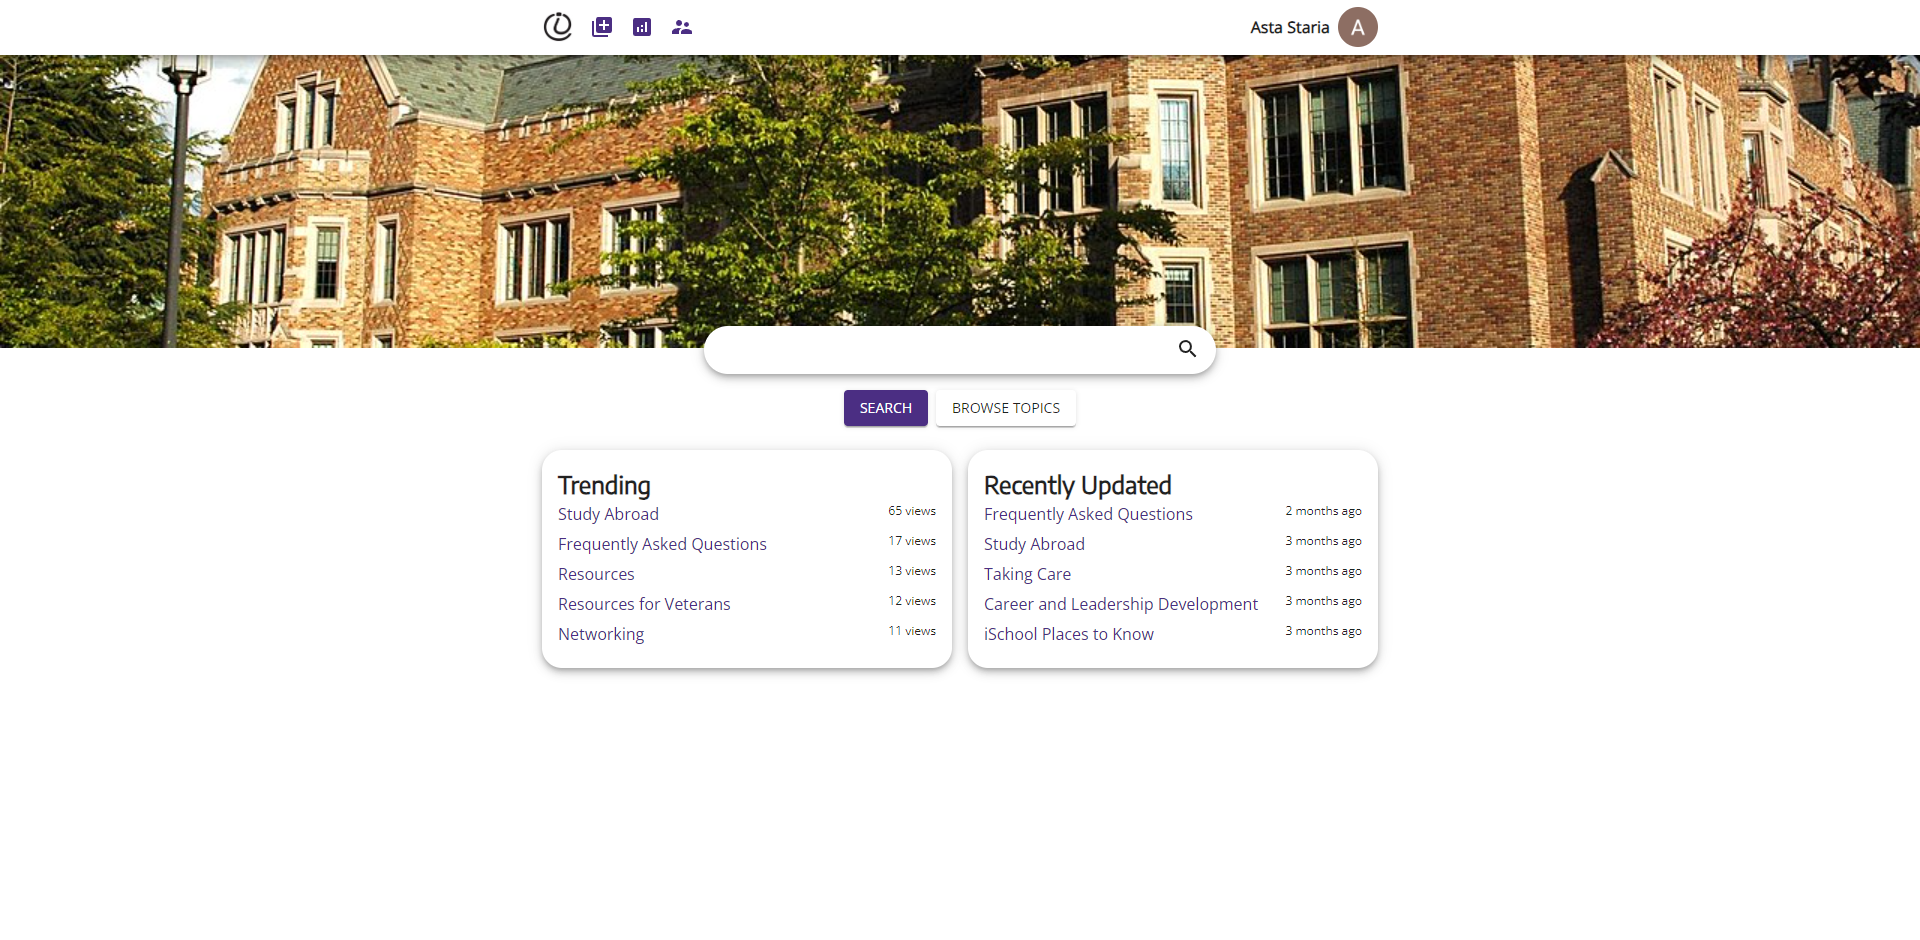 Asta Staria A
SEARCH BROWSE TOPICS
Trending
Study Abroad 65 views
Frequently Asked Questions 17 views
Resources 13 views
Resources for Veterans 12 views
Networking 11 views
Recently Updated
Frequently Asked Questions 2 months ago
Study Abroad 3 months ago
Taking Care 3 months ago
Career and Leadership Development 3 months ago
iSchool Places to Know 3 months ago